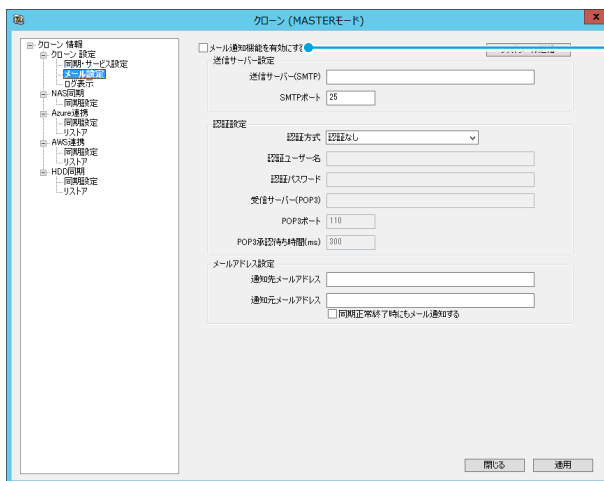 クローン (MASTERモード)
x
クローン 情報
クローン 設定
同期・サービス設定
メール設定
ログ表示
NAS同期
同期設定
Azure連携
同期設定
リストア
AWS連携
同期設定
リストア
HDD同期
同期設定
リストア
メール通知機能を有効にする
送信サーバー設定
送信サーバー(SMTP)
SMTPポート 25
認証設定
認証方式 認証なし
認証ユーザー名
認証パスワード
受信サーバー(POP3)
POP3ポート 110
POP3承認待ち時間(ms) 300
メールアドレス設定
通知先メールアドレス
通知元メールアドレス
同期正常終了時にもメール通知する
閉じる 適用